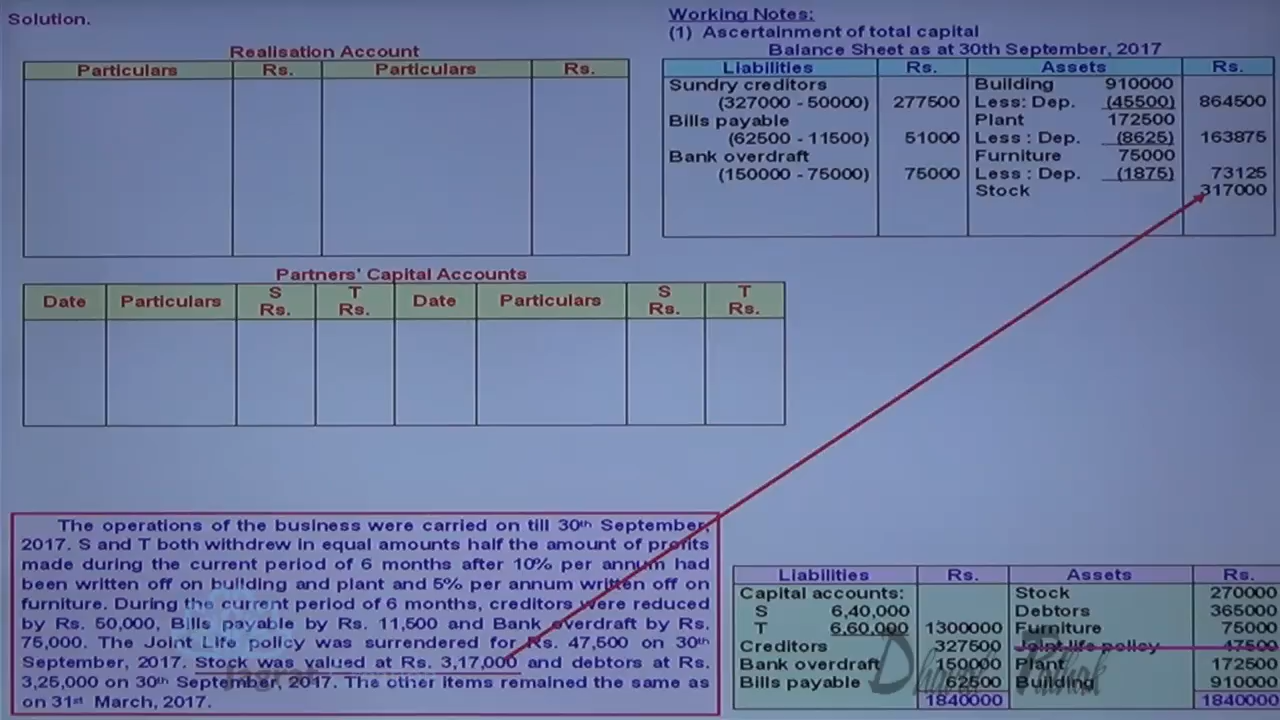 Solution.
Realisation Account
Particulars Rs. Particulars Rs.
Partners' Capital Accounts
Date Particulars S Rs. T Rs. Date Particulars S Rs. T Rs.
The operations of the business were carried on till 30th September,
2017. S and T both withdrew in equal amounts half the amount of profits
made during the current period of 6 months after 10% per annum had
been written off on building and plant and 5% per annum written off on
furniture. During the current period of 6 months, creditors were reduced
by Rs. 50,000, Bills payable by Rs. 11,500 and Bank overdraft by Rs.
75,000. The Joint Life policy was surrendered for Rs. 47,500 on 30th
September, 2017. Stock was valued at Rs. 3,17,000 and debtors at Rs.
3,25,000 on 30th September, 2017. The other items remained the same as
on 31st March, 2017.
Working Notes:
(1) Ascertainment of total capital
Balance Sheet as at 30th September, 2017
Liabilities Rs. Assets Rs.
Sundry creditors Building 910000
(327000 - 50000) 277500 Less: Dep. (45500) 864500
Bills payable Plant 172500
(62500 - 11500) 51000 Less : Dep. (8625) 163875
Bank overdraft Furniture 75000
(150000 - 75000) 75000 Less : Dep. (1875) 73125
Stock 317000
Liabilities Rs. Assets Rs.
Capital accounts: Stock 270000
S 6,40,000 Debtors 365000
T 6,60,000 1300000 Furniture 75000
Creditors 327500 Joint life policy 47500
Bank overdraft 150000 Plant 172500
Bills payable 62500 Building 910000
1840000 1840000